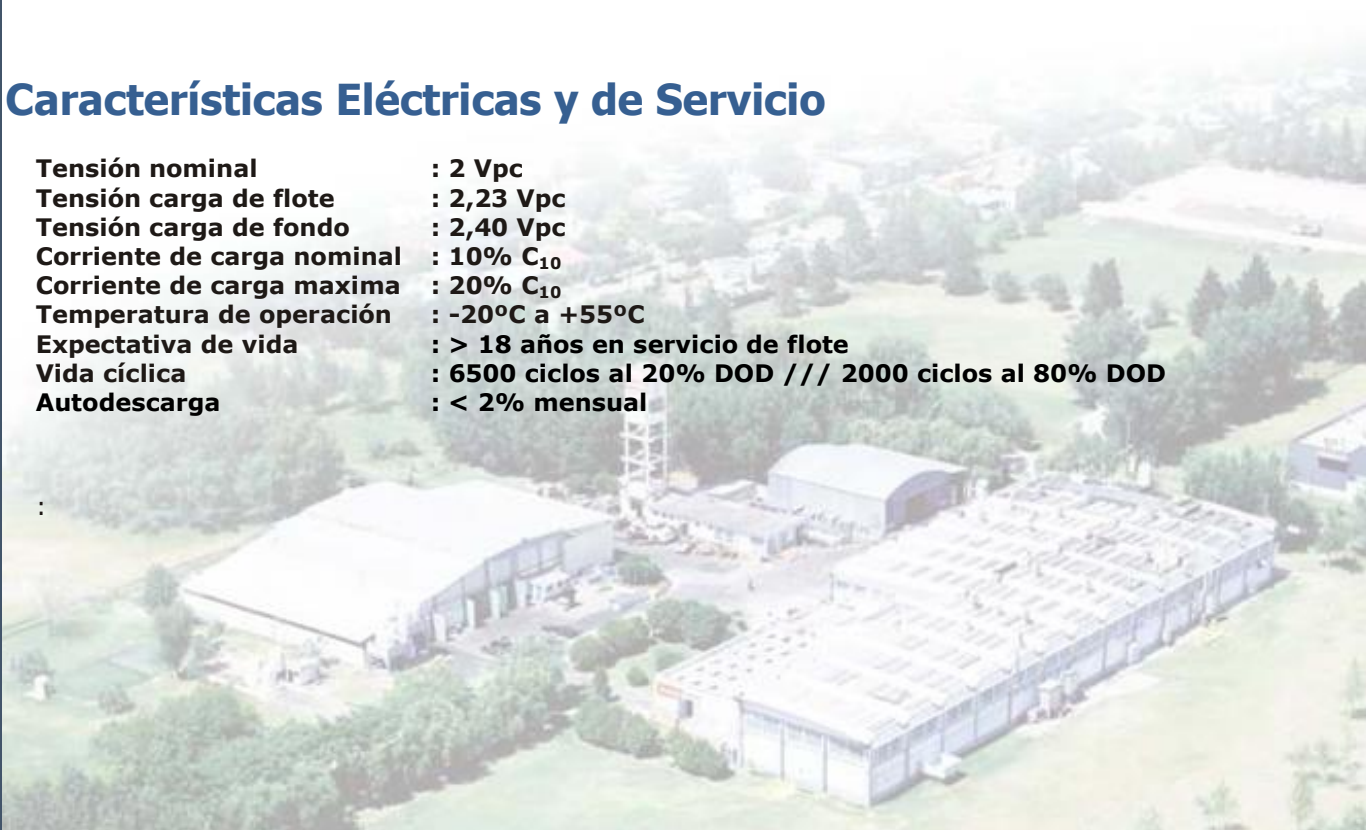 Características Eléctricas y de Servicio
Tensión nominal : 2 Vpc
Tensión carga de flote : 2,23 Vpc
Tensión carga de fondo : 2,40 Vpc
Corriente de carga nominal : 10% C₁₀
Corriente de carga maxima : 20% C₁₀
Temperatura de operación : -20ºC a +55ºC
Expectativa de vida : > 18 años en servicio de flote
Vida cíclica : 6500 ciclos al 20% DOD /// 2000 ciclos al 80% DOD
Autodescarga : < 2% mensual
: